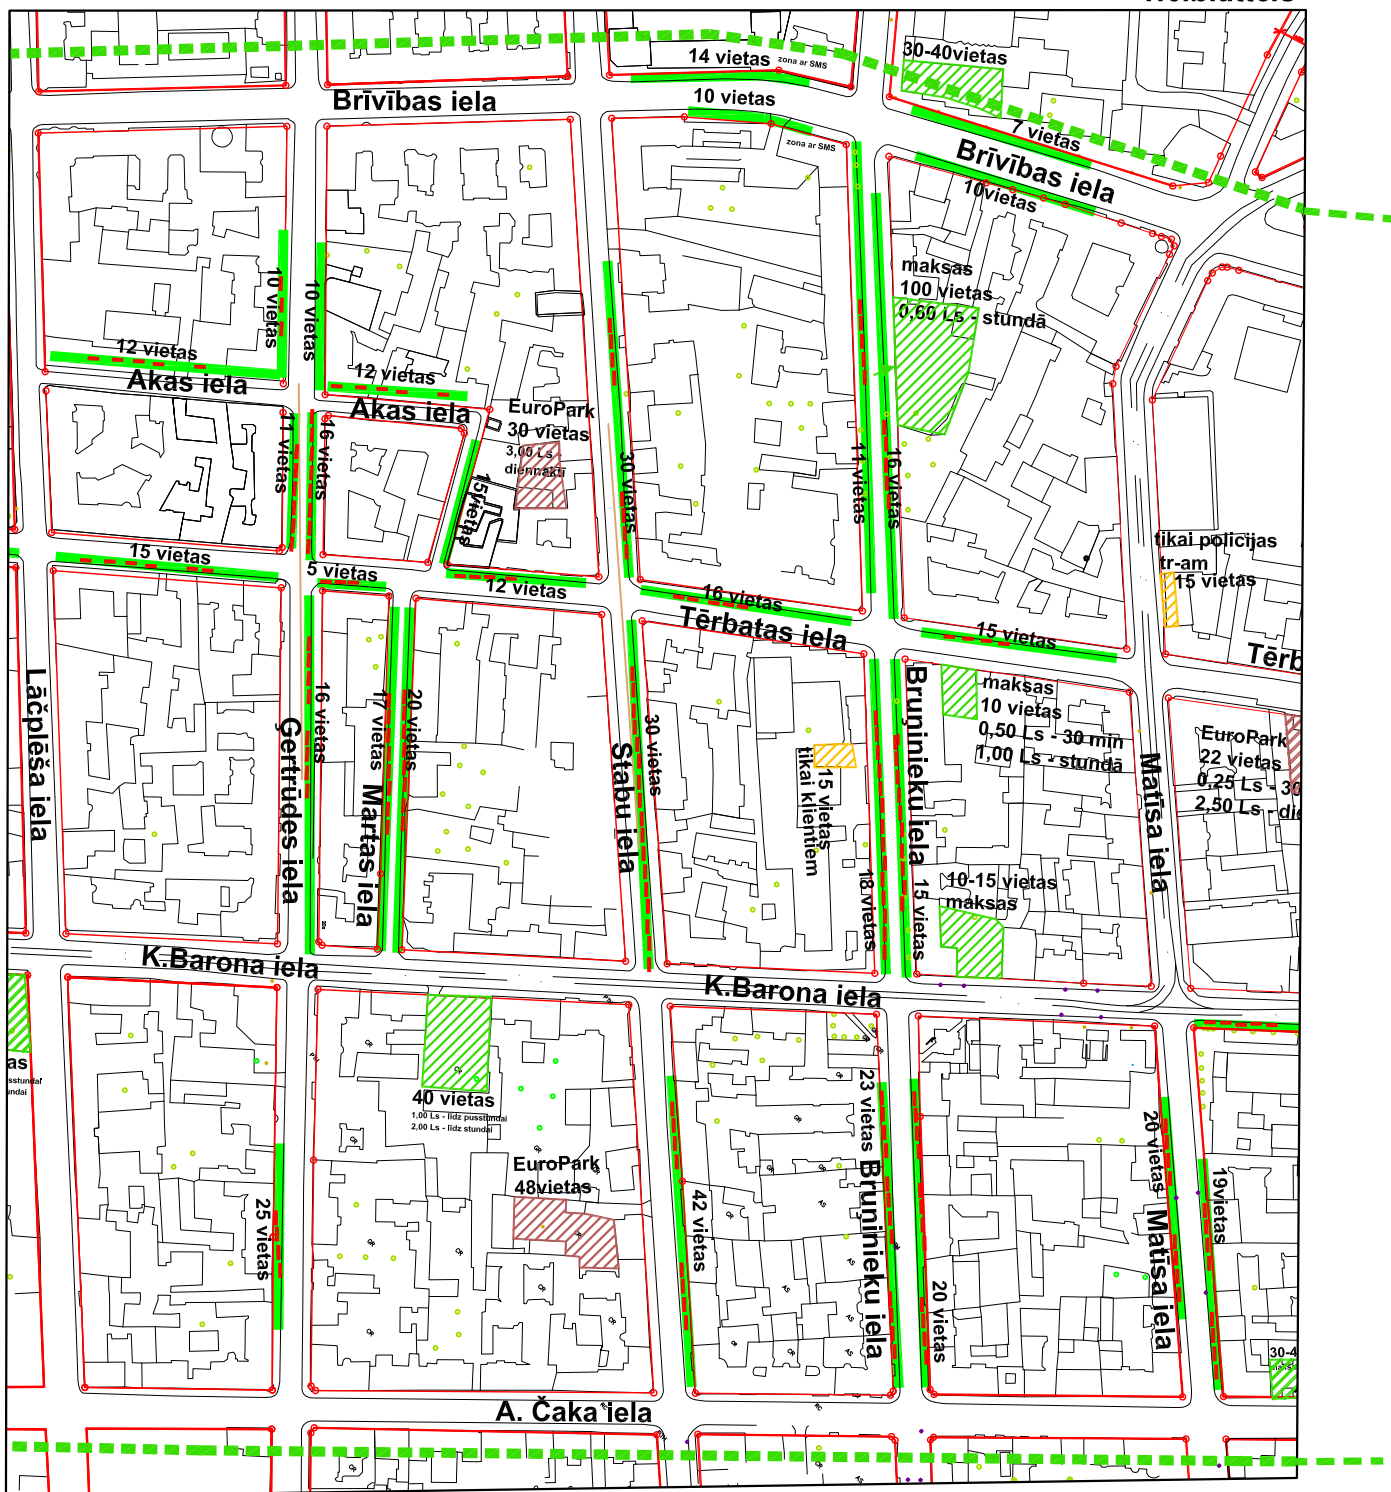 14 vietas
zona ar SMS
30-40vietas
Brīvības iela
10 vietas
zona ar SMS
7 vietas
Brīvības iela
10vietas
maksas
100 vietas
0,60 Ls - stundā
10 vietas
10 vietas
12 vietas
Akas iela
12 vietas
Akas iela
EuroPark
30 vietas
3,00 Ls -
diennaktī
11 vietas
16 vietas
15vietas
30 vietas
11 vietas
16 vietas
15 vietas
5 vietas
12 vietas
16 vietas
Tērbatas iela
15 vietas
tikai policijas
tr-am
15 vietas
Tērb
Lāčplēša iela
Ģertrūdes iela
16 vietas
17 vietas
Martas iela
20 vietas
Stabu iela
30 vietas
15 vietas
tikai klientiem
18 vietas
Bruņinieku iela
15 vietas
maksas
10 vietas
0,50 Ls - 30 min
1,00 Ls - stundā
Matīsa iela
EuroPark
22 vietas
0,25 Ls - 30
2,50 Ls - die
10-15 vietas
maksas
K.Barona iela
K.Barona iela
as
sstundai
undai
40 vietas
1,00 Ls - līdz pusstundai
2,00 Ls - līdz stundai
EuroPark
48vietas
25 vietas
42 vietas
23 vietas
Bruņinieku iela
20 vietas
20 vietas
Matīsa iela
19vietas
30-4
A. Čaka iela